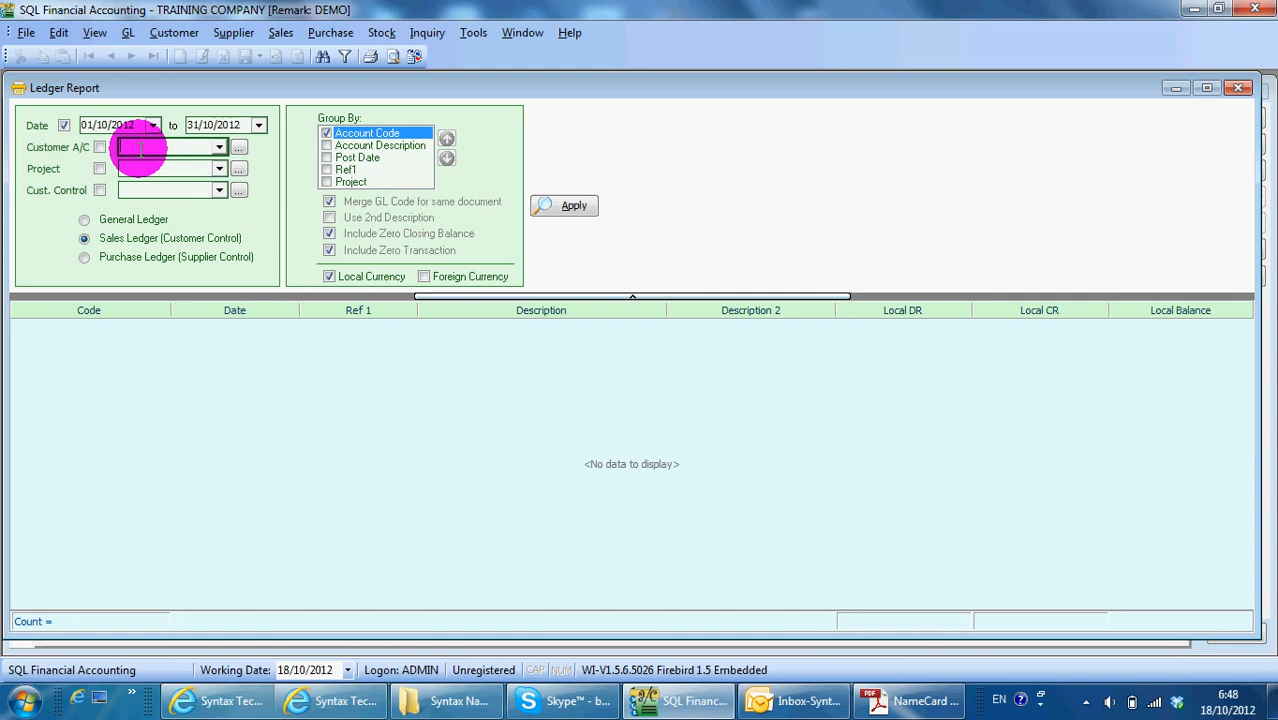 SQL Financial Accounting - TRAINING COMPANY [Remark: DEMO]
File Edit View GL Customer Supplier Sales Purchase Stock Inquiry Tools Window Help
Ledger Report
Date 01/10/2012 to 31/10/2012
Customer A/C
Project
Cust. Control
General Ledger
Sales Ledger (Customer Control)
Purchase Ledger (Supplier Control)
Group By:
Account Code
Account Description
Post Date
Ref1
Project
Merge GL Code for same document
Use 2nd Description
Include Zero Closing Balance
Include Zero Transaction
Local Currency Foreign Currency
Apply
Code Date Ref 1 Description Description 2 Local DR Local CR Local Balance
<No data to display>
Count =
SQL Financial Accounting Working Date: 18/10/2012 Logon: ADMIN Unregistered CAP NUM WI-V1.5.6.5026 Firebird 1.5 Embedded
Syntax Tec... Syntax Tec... Syntax Na... Skype™ - b... SQL Financ... Inbox-Synt... NameCard ... EN 6:48
18/10/2012